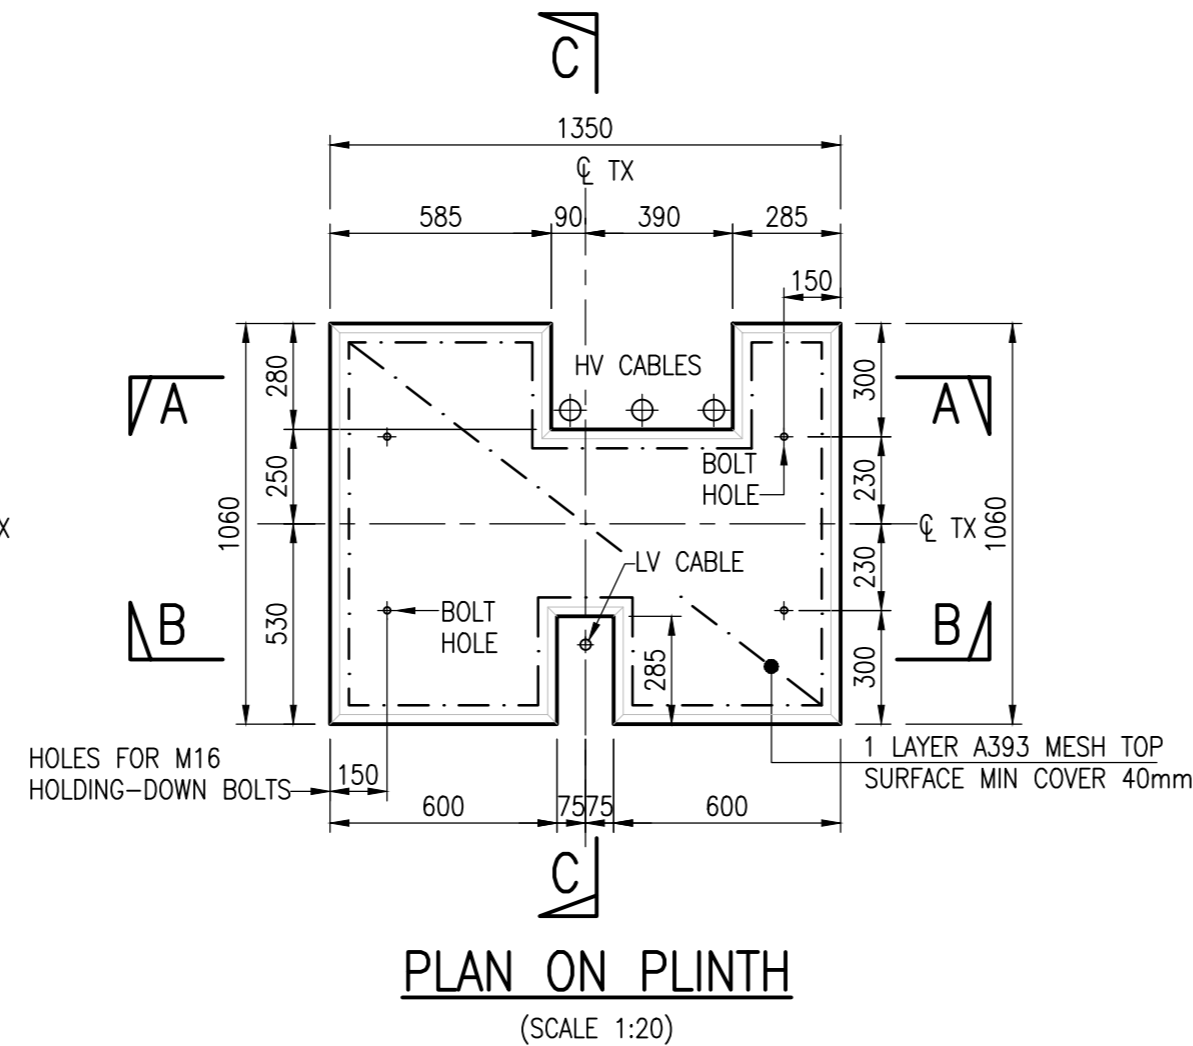 C
1350
℄ TX
585 90 390 285
150
HV CABLES
280
300
A
A
BOLT
HOLE
250
230
1060
X
℄ TX
1060
LV CABLE
230
B
BOLT
HOLE
B
530
285
300
HOLES FOR M16
HOLDING-DOWN BOLTS
150
1 LAYER A393 MESH TOP
SURFACE MIN COVER 40mm
600 75 75 600
C
PLAN ON PLINTH
(SCALE 1:20)